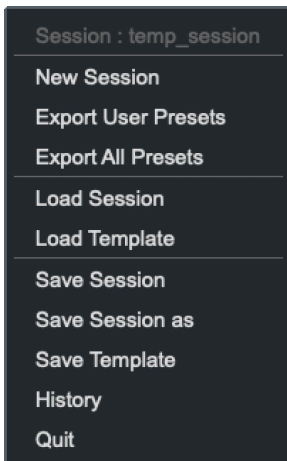 Session : temp_session
New Session
Export User Presets
Export All Presets
Load Session
Load Template
Save Session
Save Session as
Save Template
History
Quit